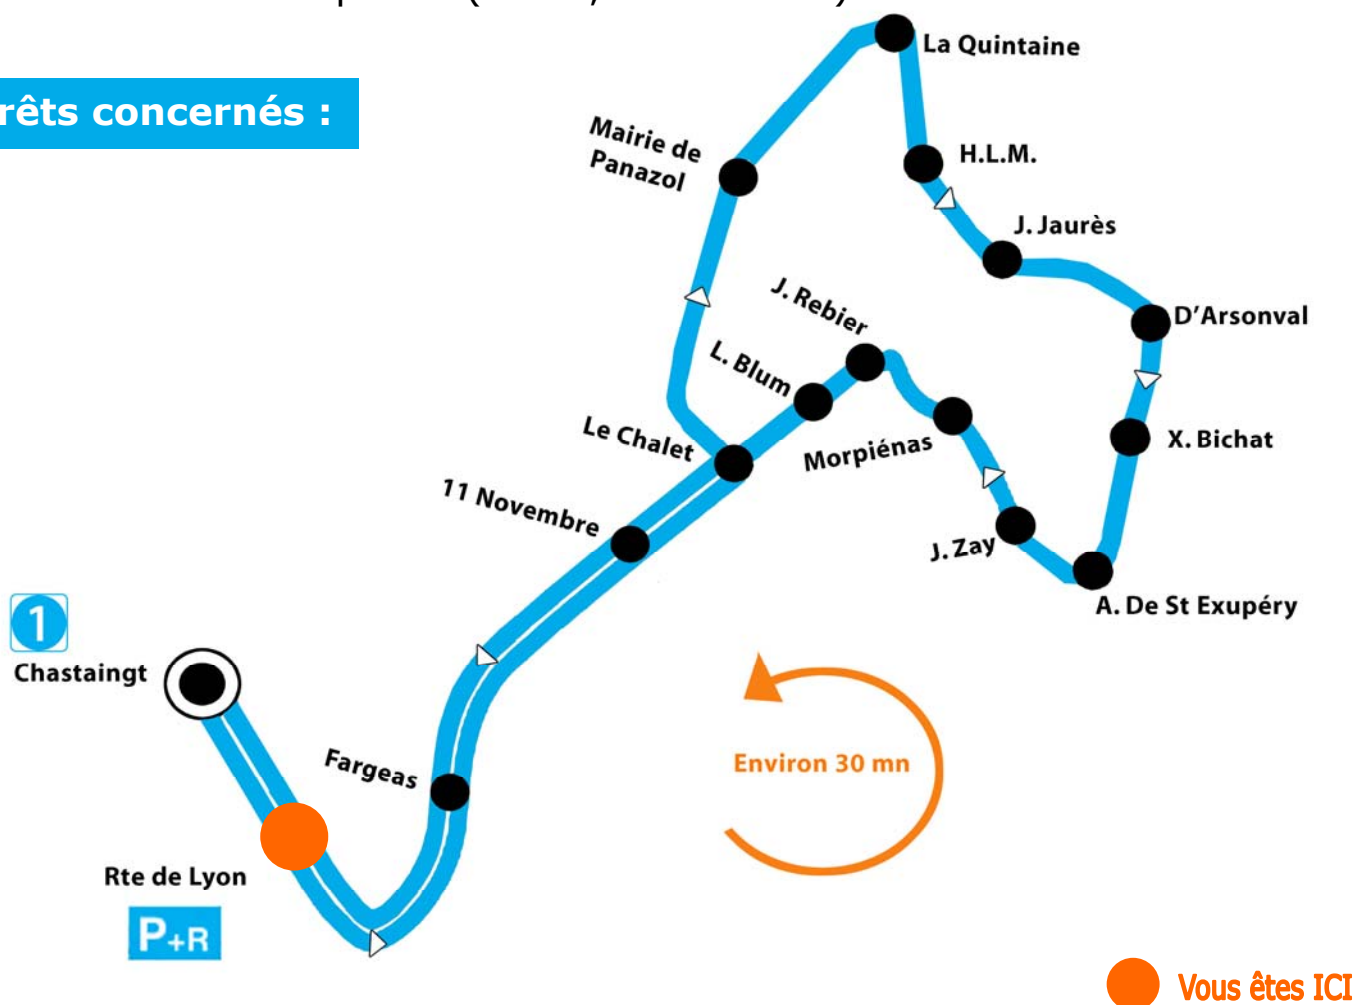 rêts concernés :
La Quintaine
Mairie de
Panazol
H.L.M.
J. Jaurès
J. Rebier
D'Arsonval
L. Blum
Le Chalet
Morpiénas
X. Bichat
11 Novembre
J. Zay
A. De St Exupéry
1
Chastaingt
Fargeas
Environ 30 mn
Rte de Lyon
P+R
Vous êtes ICI